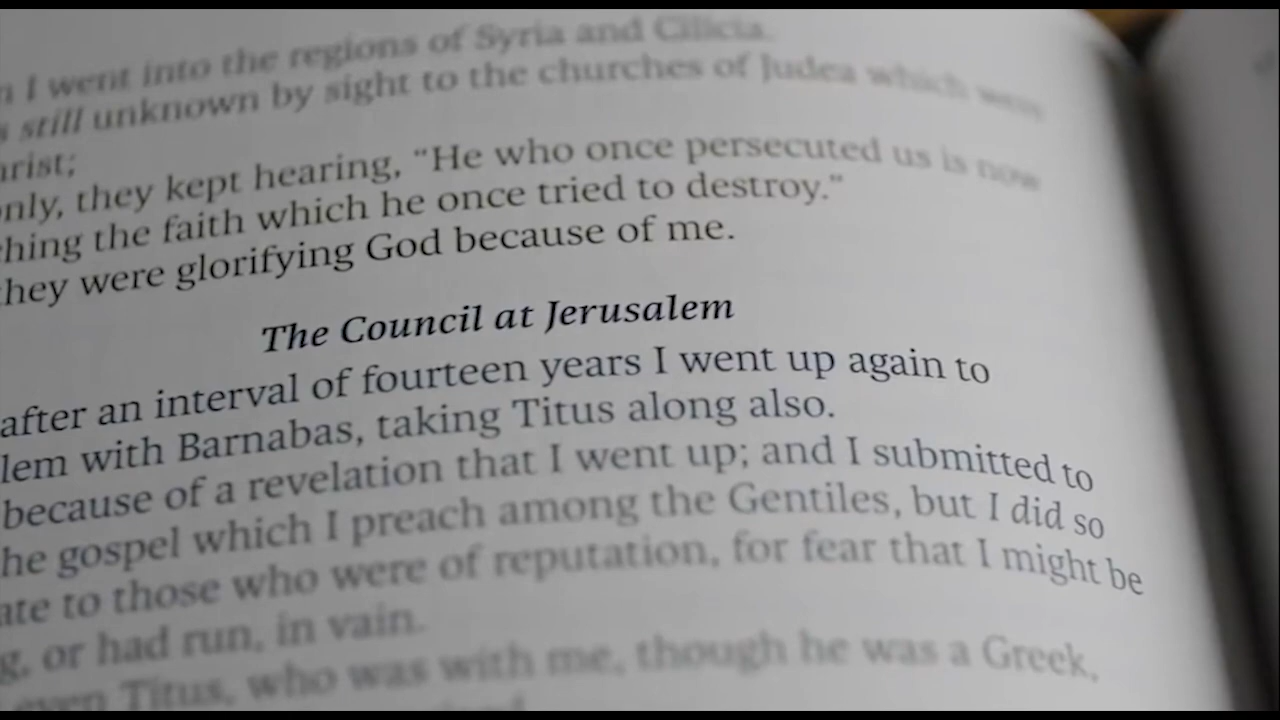 I went into the regions of Syria and Cilicia.
still unknown by sight to the churches of Judea which were
hrist;
only, they kept hearing, "He who once persecuted us is now
ching the faith which he once tried to destroy."
they were glorifying God because of me.
The Council at Jerusalem
after an interval of fourteen years I went up again to
lem with Barnabas, taking Titus along also.
because of a revelation that I went up; and I submitted to
he gospel which I preach among the Gentiles, but I did so
ate to those who were of reputation, for fear that I might be
g, or had run, in vain.
even Titus, who was with me, though he was a Greek,